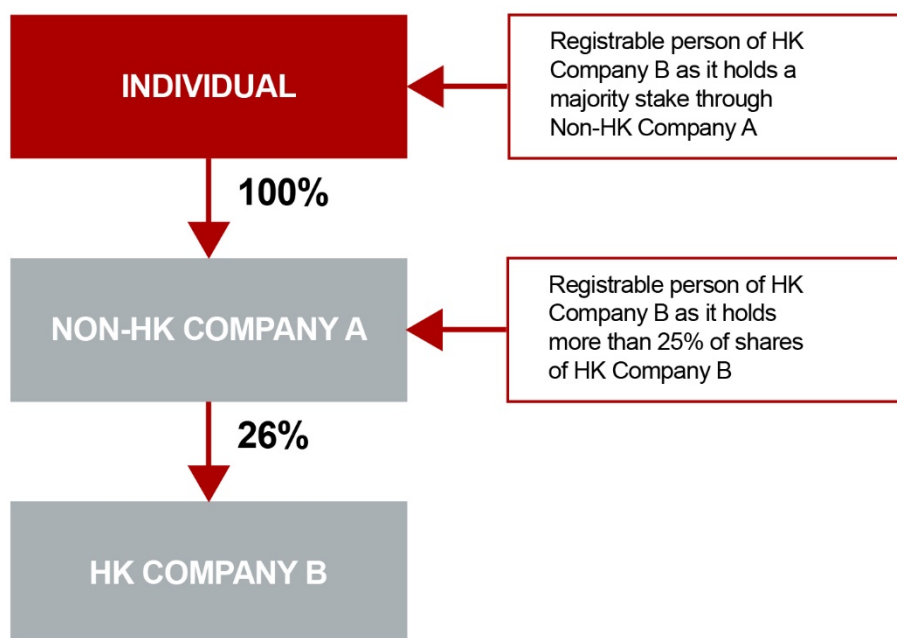 INDIVIDUAL
Registrable person of HK
Company B as it holds a
majority stake through
Non-HK Company A
100%
NON-HK COMPANY A
Registrable person of HK
Company B as it holds
more than 25% of shares
of HK Company B
26%
HK COMPANY B